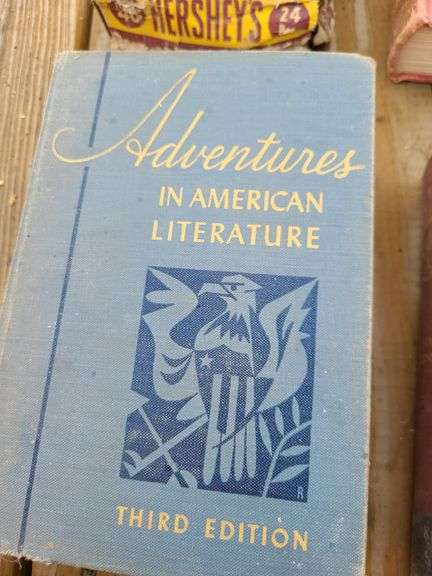 HERSHEY'S 24
Adventures
IN AMERICAN
LITERATURE
THIRD EDITION